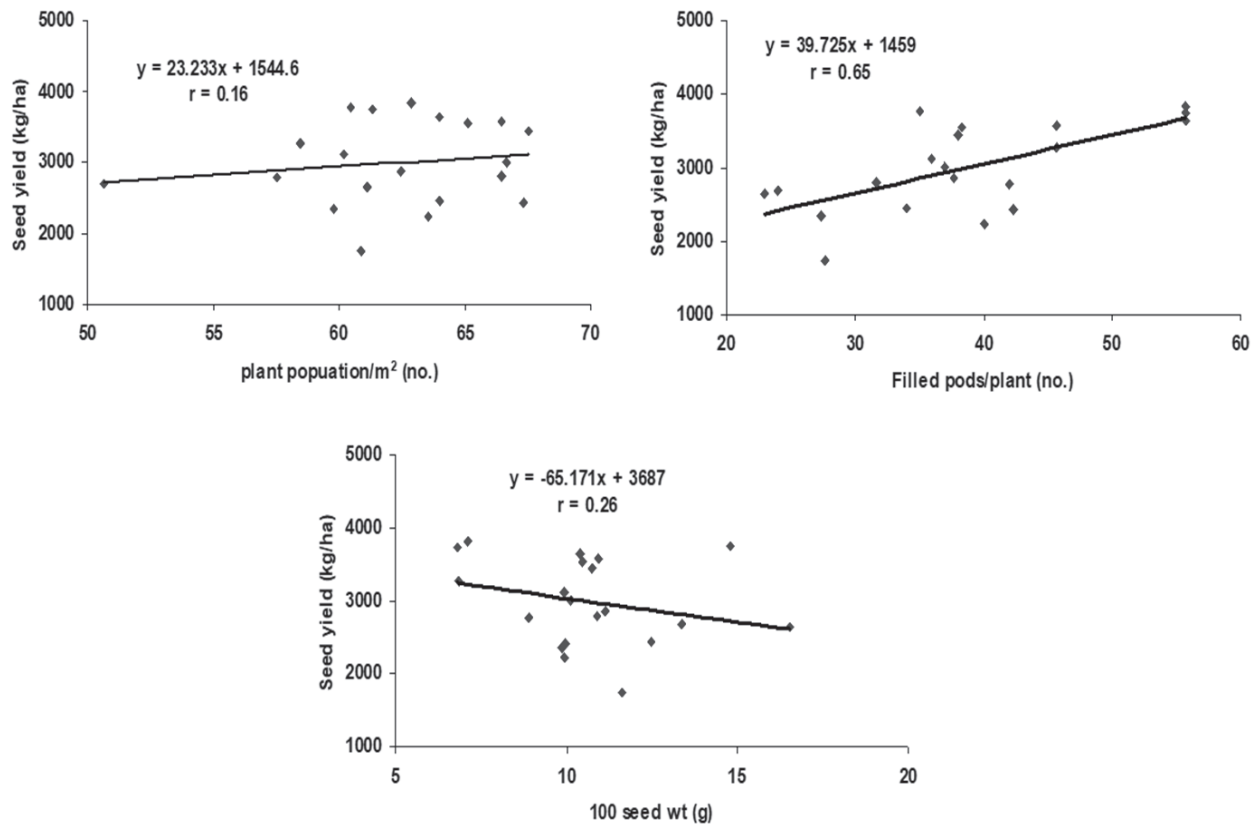 5000
4000
3000
2000
1000
Seed yield (kg/ha)
y = 23.233x + 1544.6
r = 0.16
50 55 60 65 70
plant popuation/m² (no.)
5000
4000
3000
2000
1000
Seed yield (kg/ha)
y = 39.725x + 1459
r = 0.65
20 30 40 50 60
Filled pods/plant (no.)
5000
4000
3000
2000
1000
Seed yield (kg/ha)
y = -65.171x + 3687
r = 0.26
5 10 15 20
100 seed wt (g)